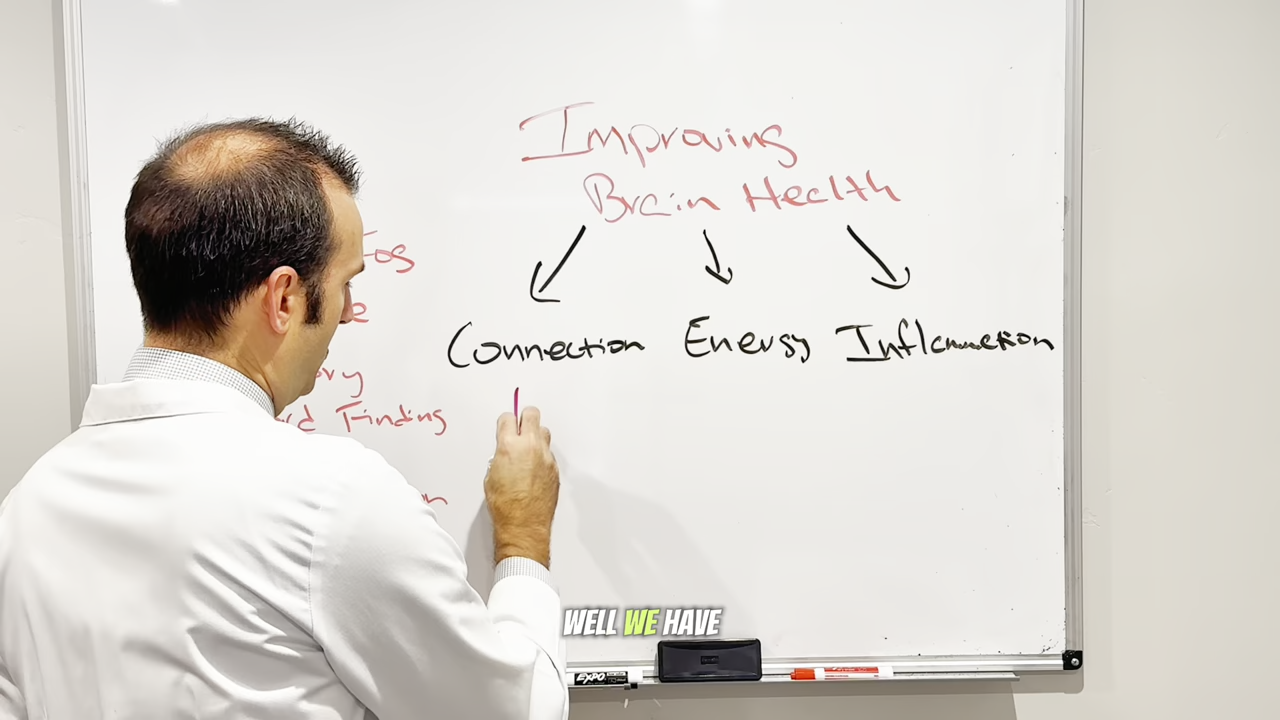 Improving
Brain Health
Connection Energy Inflammation
Finding
WELL WE HAVE
EXPO